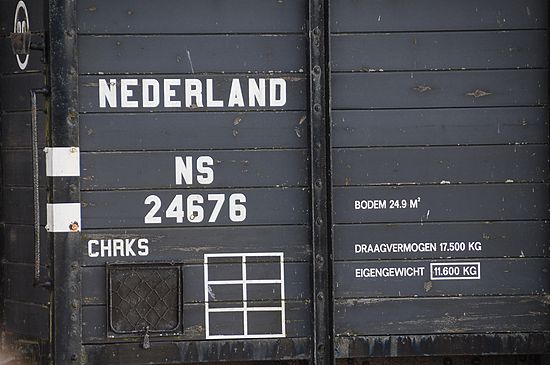 NEDERLAND
NS
24676
CHRKS
BODEM 24.9 M²
DRAAGVERMOGEN 17.500 KG
EIGENGEWICHT 11.600 KG